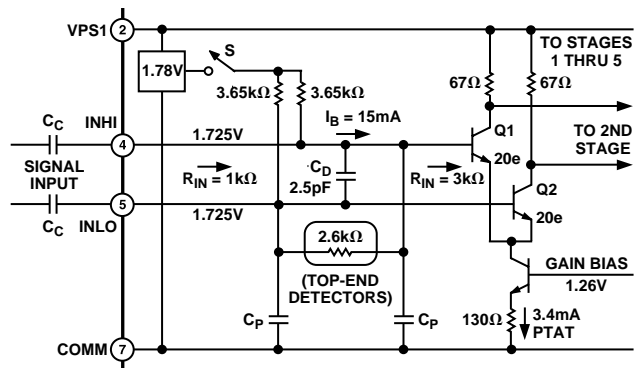 VPS1 2
TO STAGES
1 THRU 5
1.78V
S
67Ω 67Ω
3.65kΩ 3.65kΩ
CC INHI
IB = 15mA
Q1
4
1.725V
TO 2ND
STAGE
SIGNAL
INPUT
RIN = 1kΩ
CD
2.5pF
RIN = 3kΩ
20e
Q2
CC INLO
5
1.725V
20e
2.6kΩ
(TOP-END
DETECTORS)
GAIN BIAS
1.26V
CP
CP
130Ω
3.4mA
PTAT
COMM 7